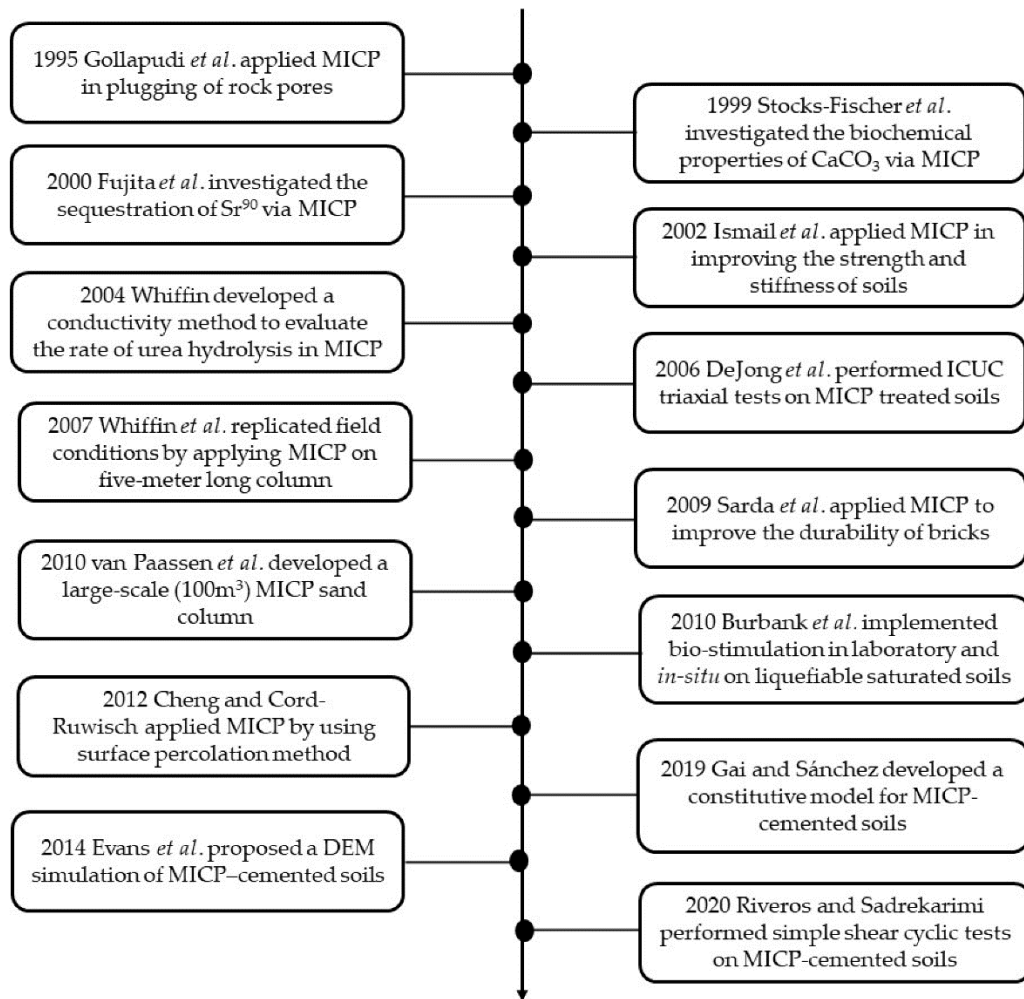 1995 Gollapudi et al. applied MICP
in plugging of rock pores
1999 Stocks-Fischer et al.
investigated the biochemical
properties of CaCO₃ via MICP
2000 Fujita et al. investigated the
sequestration of Sr⁹⁰ via MICP
2002 Ismail et al. applied MICP in
improving the strength and
stiffness of soils
2004 Whiffin developed a
conductivity method to evaluate
the rate of urea hydrolysis in MICP
2006 DeJong et al. performed ICUC
triaxial tests on MICP treated soils
2007 Whiffin et al. replicated field
conditions by applying MICP on
five-meter long column
2009 Sarda et al. applied MICP to
improve the durability of bricks
2010 van Paassen et al. developed a
large-scale (100m³) MICP sand
column
2010 Burbank et al. implemented
bio-stimulation in laboratory and
in-situ on liquefiable saturated soils
2012 Cheng and Cord-
Ruwisch applied MICP by using
surface percolation method
2019 Gai and Sánchez developed a
constitutive model for MICP-
cemented soils
2014 Evans et al. proposed a DEM
simulation of MICP–cemented soils
2020 Riveros and Sadrekarimi
performed simple shear cyclic tests
on MICP-cemented soils